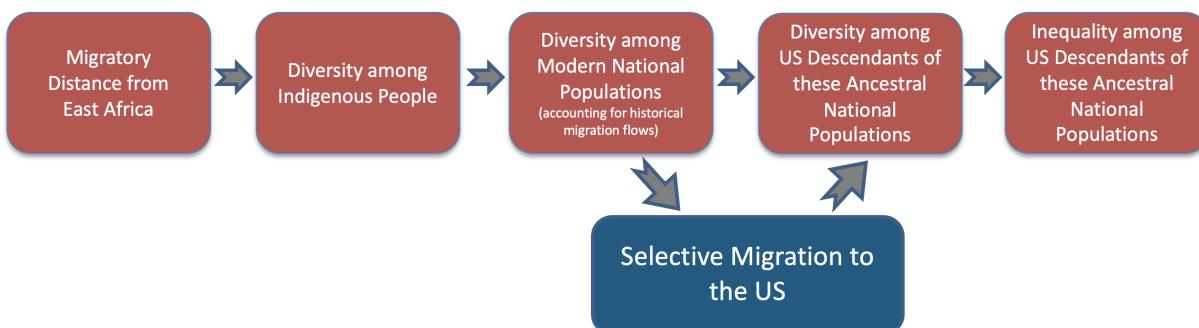 Migratory
Distance from
East Africa
Diversity among
Indigenous People
Diversity among
Modern National
Populations
(accounting for historical
migration flows)
Diversity among
US Descendants of
these Ancestral
National
Populations
Inequality among
US Descendants
of these Ancestral
National
Populations
Selective Migration to
the US